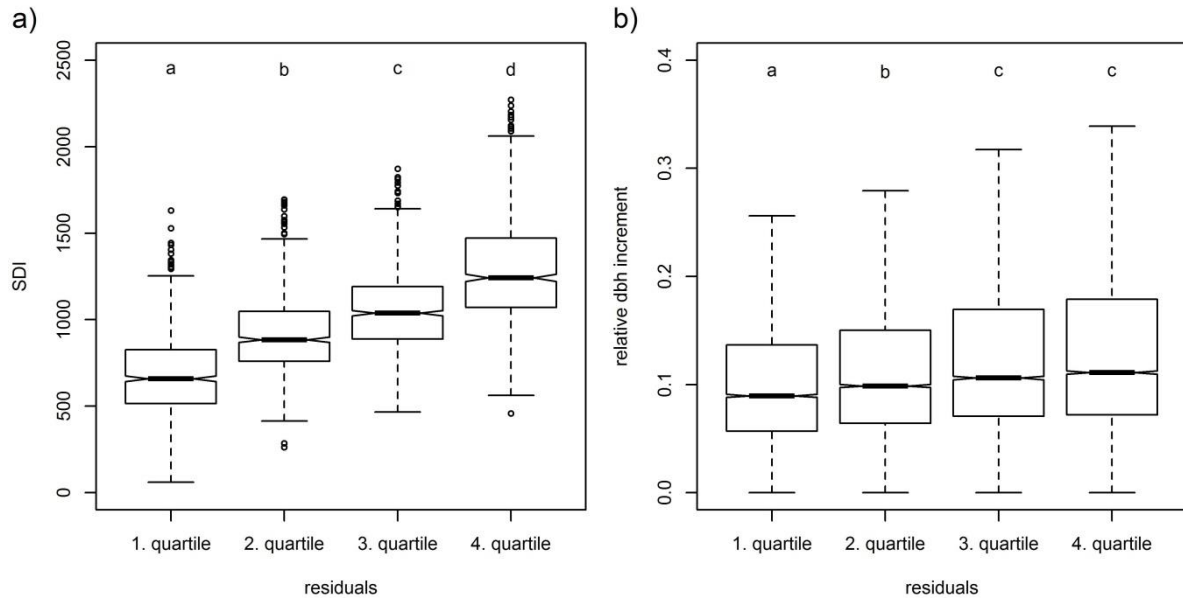 a)
2500
2000
1500
1000
500
0
SDI
a b c d
1. quartile 2. quartile 3. quartile 4. quartile
residuals
b)
0.4
0.3
0.2
0.1
0.0
relative dbh increment
a b c c
1. quartile 2. quartile 3. quartile 4. quartile
residuals